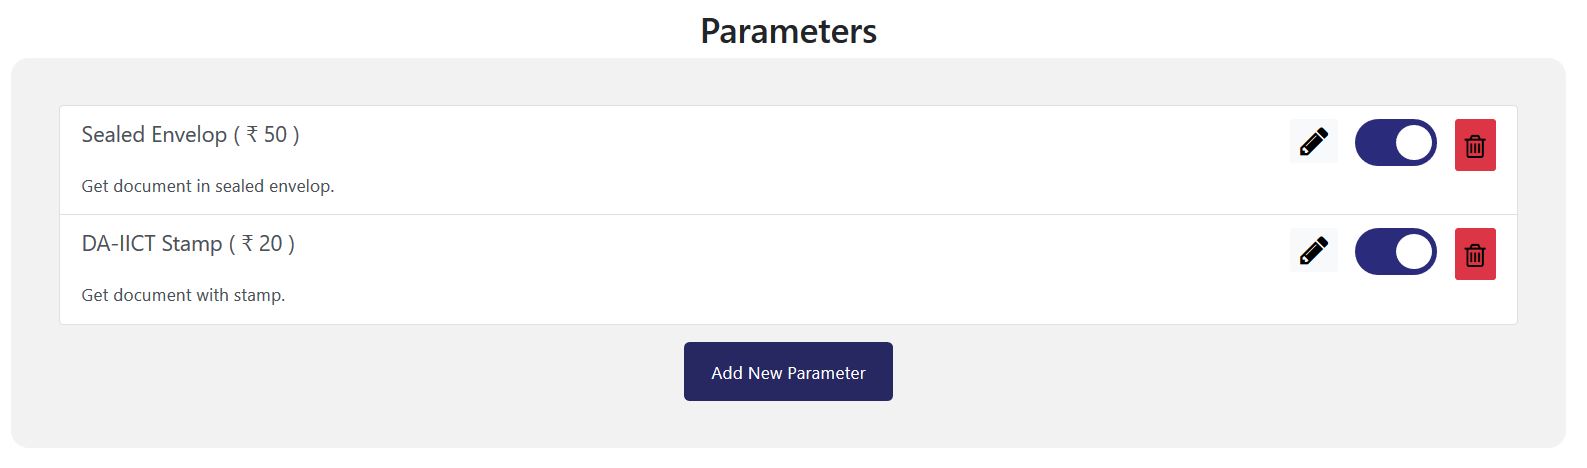 Parameters
Sealed Envelop ( ₹ 50 )
Get document in sealed envelop.
DA-IICT Stamp ( ₹ 20 )
Get document with stamp.
Add New Parameter